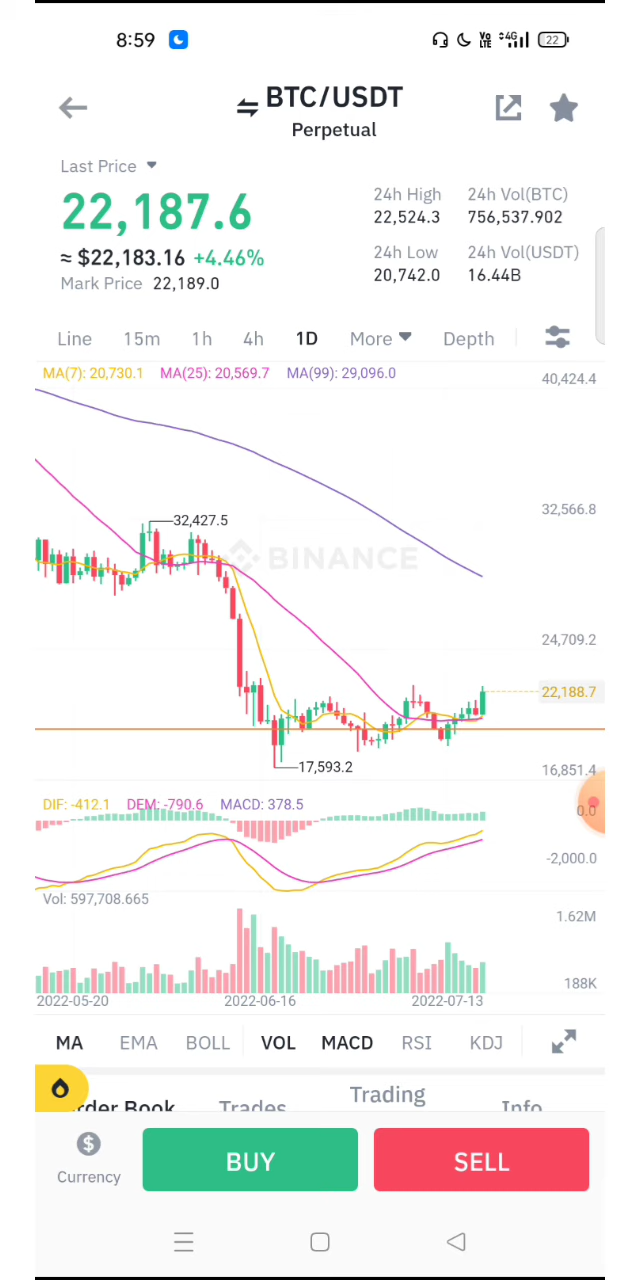 8:59
Vo LTE 4G 22
BTC/USDT
Perpetual
Last Price
22,187.6
≈ $22,183.16 +4.46%
Mark Price 22,189.0
24h High 24h Vol(BTC)
22,524.3 756,537.902
24h Low 24h Vol(USDT)
20,742.0 16.44B
Line 15m 1h 4h 1D More Depth
MA(7): 20,730.1 MA(25): 20,569.7 MA(99): 29,096.0
40,424.4
32,566.8
32,427.5
BINANCE
24,709.2
22,188.7
17,593.2
16,851.4
DIF: -412.1 DEM: -790.6 MACD: 378.5
0.0
-2,000.0
Vol: 597,708.665
1.62M
188K
2022-05-20 2022-06-16 2022-07-13
MA EMA BOLL VOL MACD RSI KDJ
rder Book Trades Trading Info
$
Currency
BUY SELL